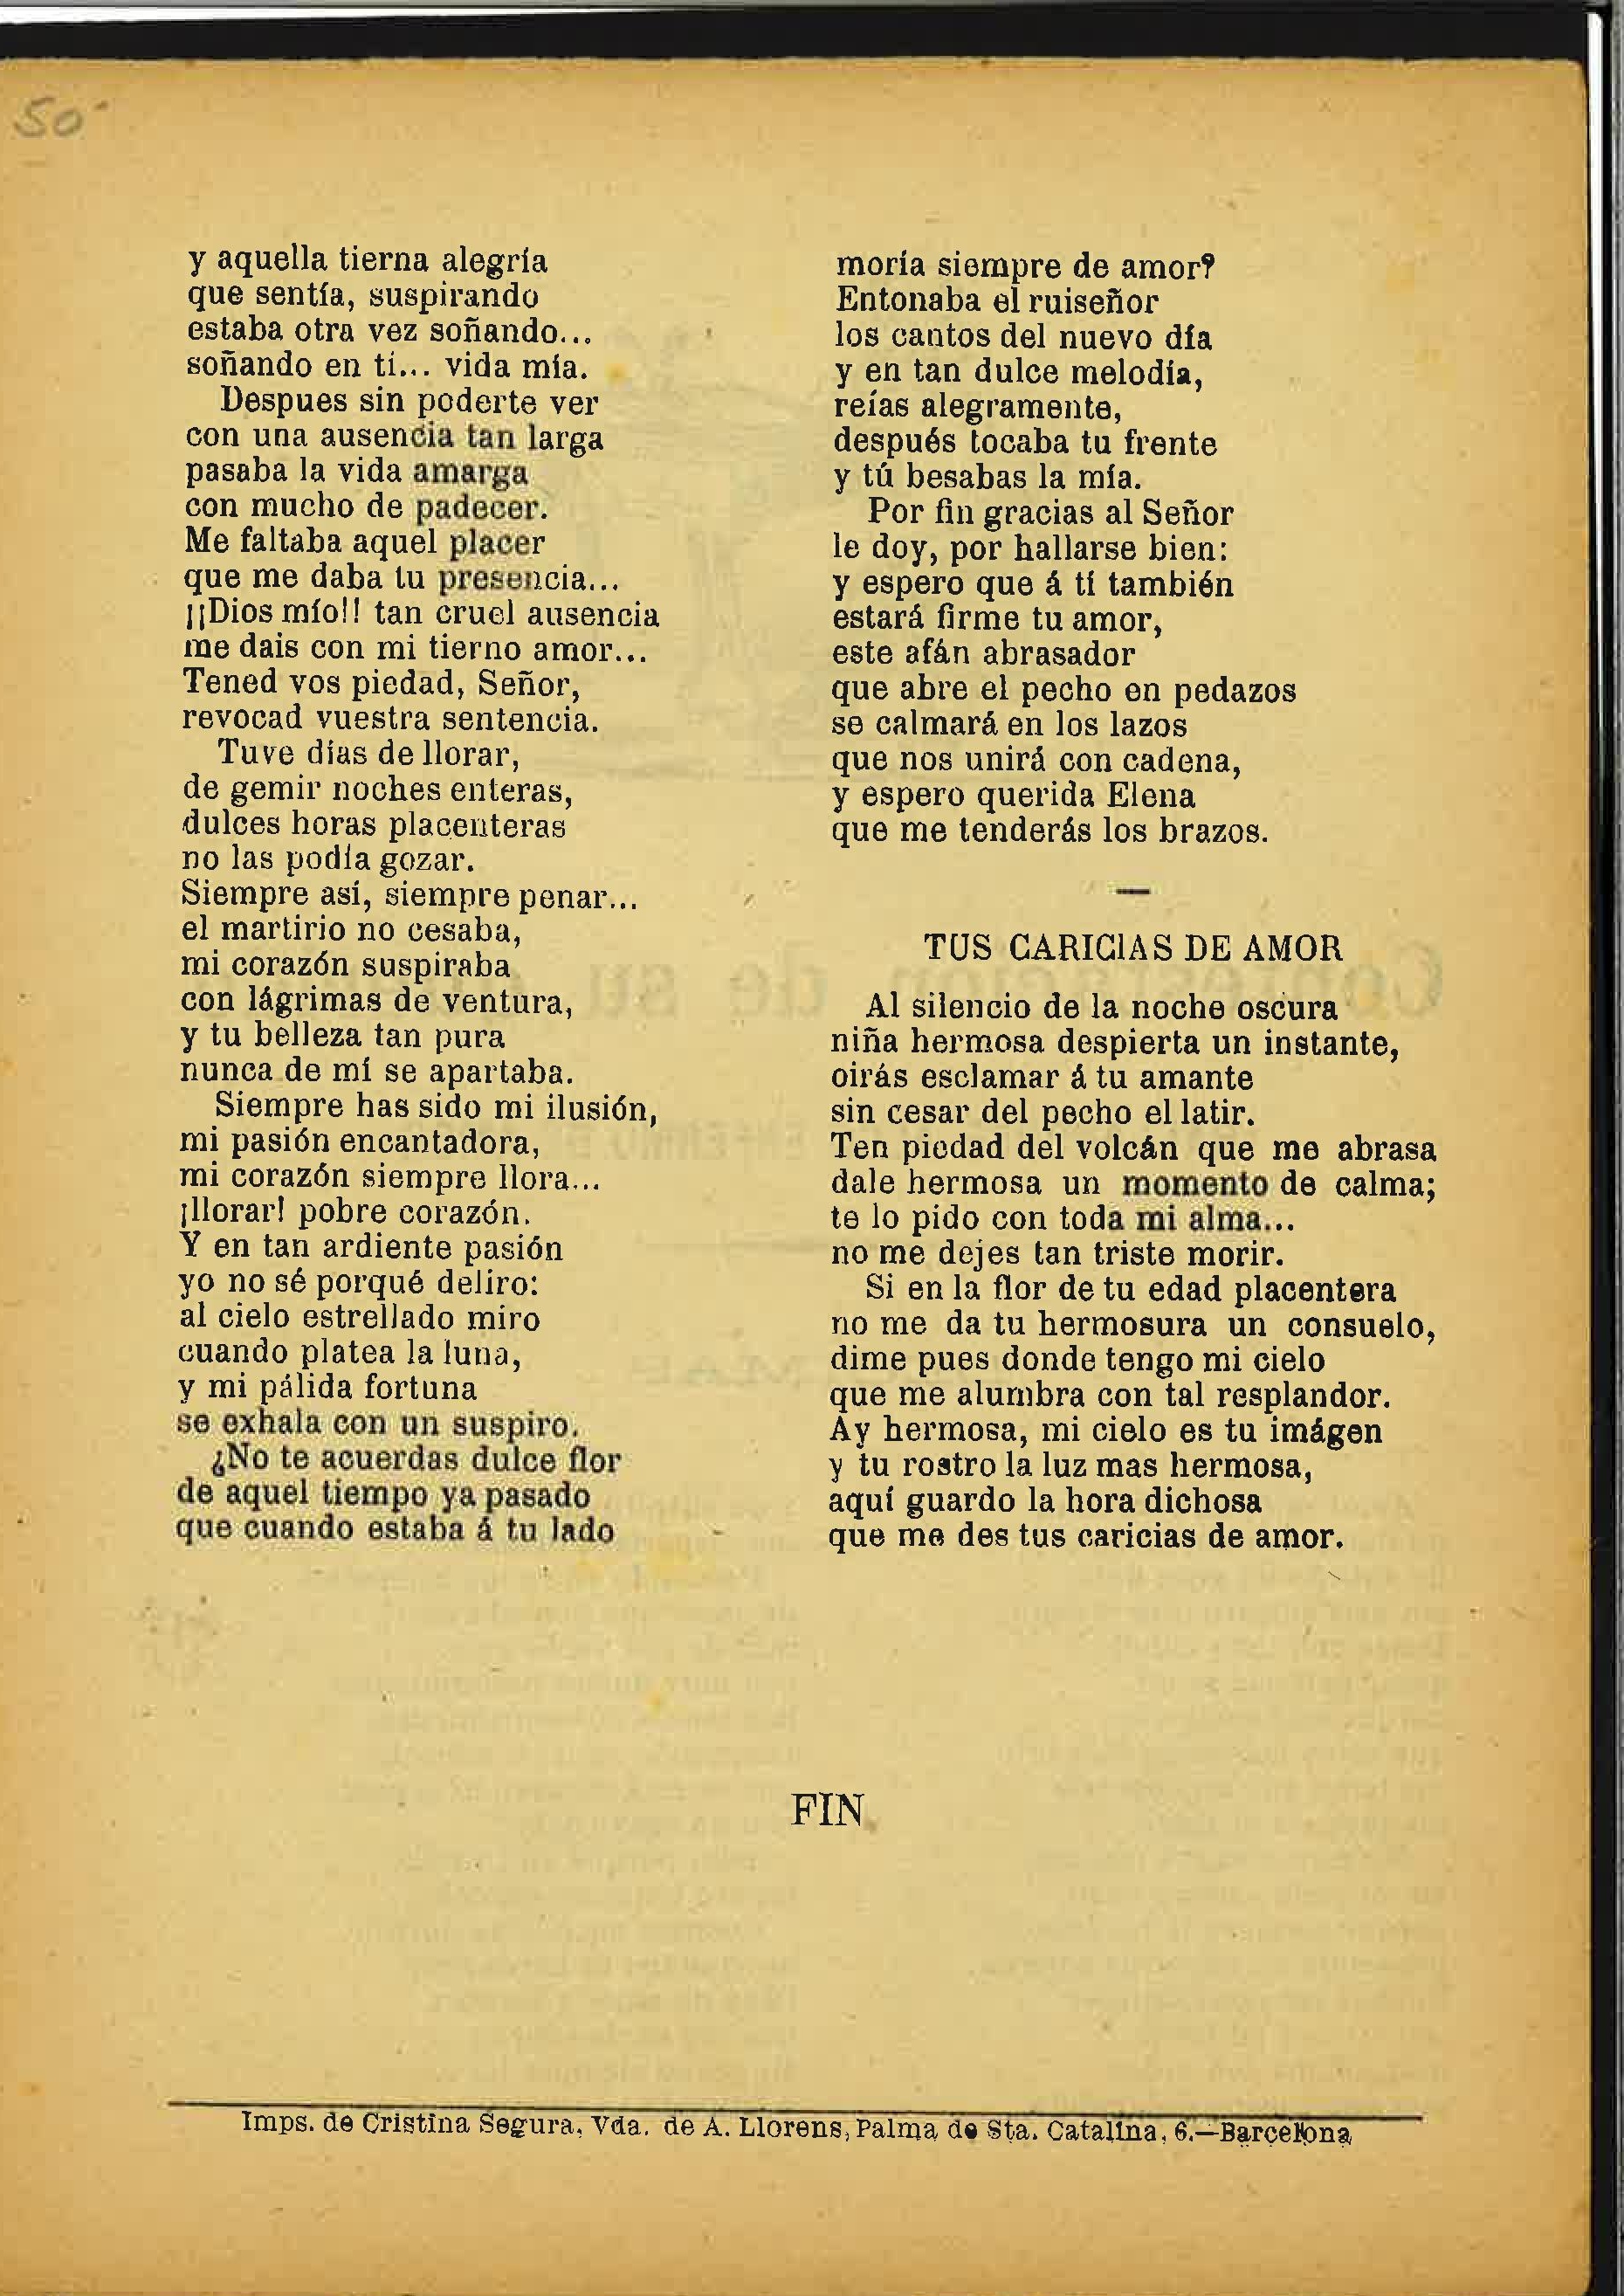 50
y aquella tierna alegría
que sentía, suspirando
estaba otra vez soñando...
soñando en tí... vida mía.
Despues sin poderte ver
con una ausencia tan larga
pasaba la vida amarga
con mucho de padecer.
Me faltaba aquel placer
que me daba tu presencia...
¡¡Dios mío!! tan cruel ausencia
me dais con mi tierno amor...
Tened vos piedad, Señor,
revocad vuestra sentencia.
Tuve días de llorar,
de gemir noches enteras,
dulces horas placenteras
no las podía gozar.
Siempre así, siempre penar...
el martirio no cesaba,
mi corazón suspiraba
con lágrimas de ventura,
y tu belleza tan pura
nunca de mí se apartaba.
Siempre has sido mi ilusión,
mi pasión encantadora,
mi corazón siempre llora...
¡llorar! pobre corazón.
Y en tan ardiente pasión
yo no sé porqué deliro:
al cielo estrellado miro
cuando platea la luna,
y mi pálida fortuna
se exhala con un suspiro.
¿No te acuerdas dulce flor
de aquel tiempo ya pasado
que cuando estaba á tu lado
moría siempre de amor?
Entonaba el ruiseñor
los cantos del nuevo día
y en tan dulce melodía,
reías alegramente,
después tocaba tu frente
y tú besabas la mía.
Por fin gracias al Señor
le doy, por hallarse bien:
y espero que á tí también
estará firme tu amor,
este afán abrasador
que abre el pecho en pedazos
se calmará en los lazos
que nos unirá con cadena,
y espero querida Elena
que me tenderás los brazos.
—
TUS CARICIAS DE AMOR
Al silencio de la noche oscura
niña hermosa despierta un instante,
oirás esclamar á tu amante
sin cesar del pecho el latir.
Ten piedad del volcán que me abrasa
dale hermosa un momento de calma;
te lo pido con toda mi alma...
no me dejes tan triste morir.
Si en la flor de tu edad placentera
no me da tu hermosura un consuelo,
dime pues donde tengo mi cielo
que me alumbra con tal resplandor.
Ay hermosa, mi cielo es tu imágen
y tu rostro la luz mas hermosa,
aquí guardo la hora dichosa
que me des tus caricias de amor.
FIN
Imps. de Cristina Segura, Vda. de A. Llorens, Palma de Sta. Catalina, 6.—Barcelona